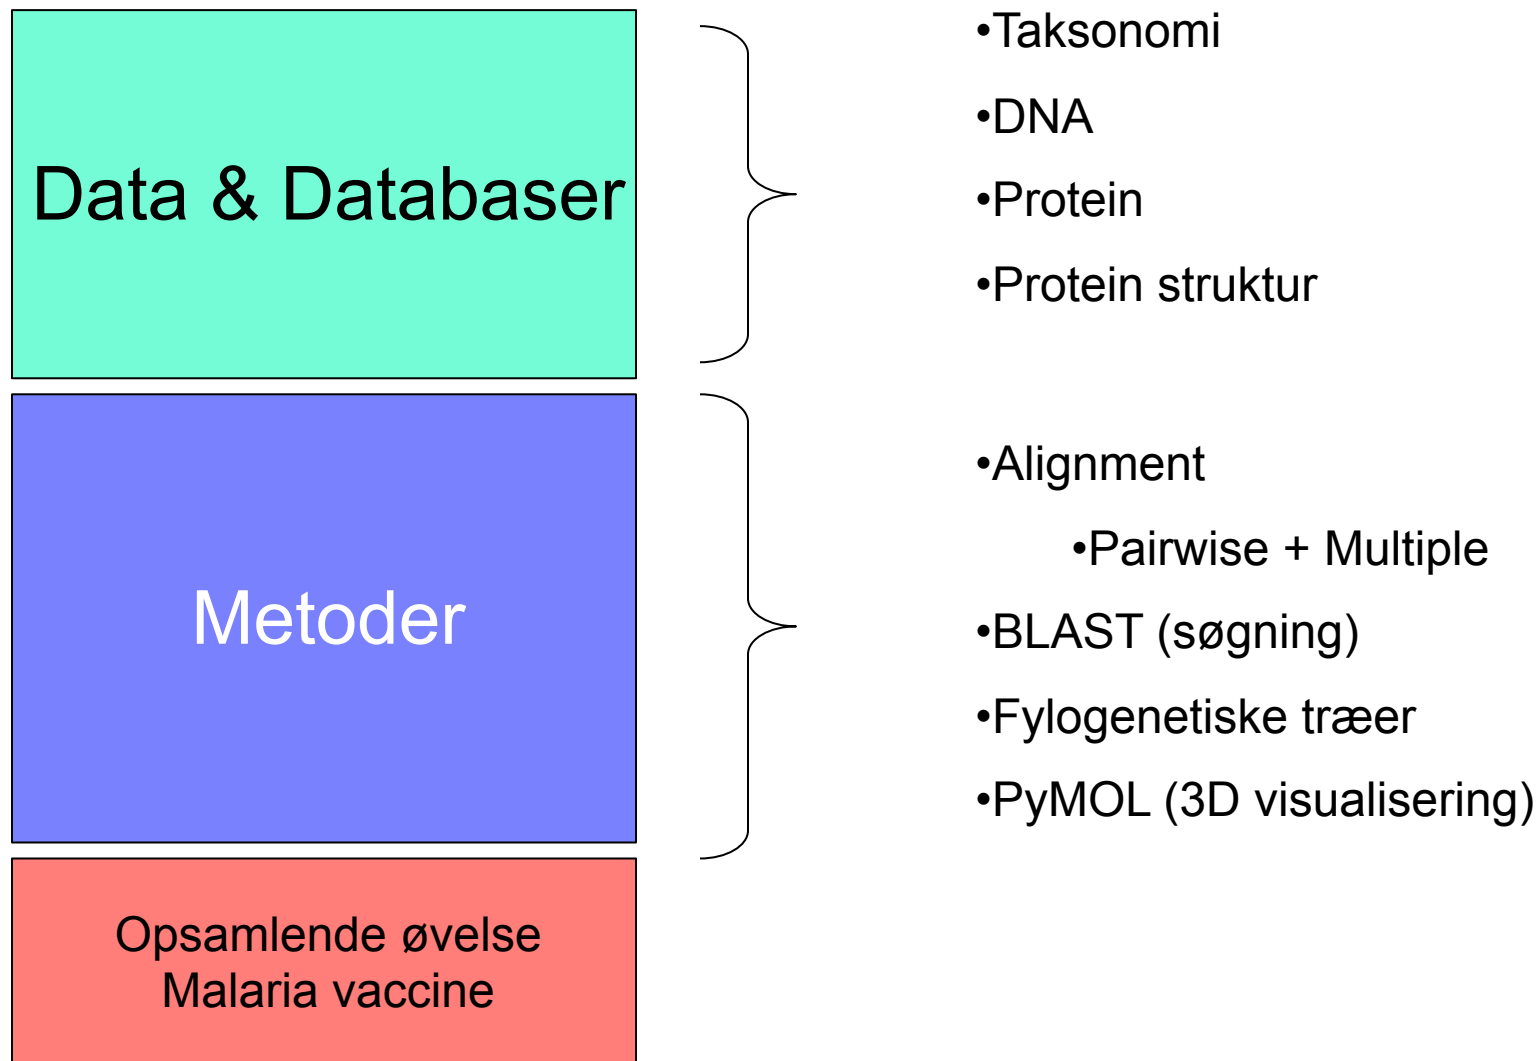 Data & Databaser
•Taksonomi
•DNA
•Protein
•Protein struktur
Metoder
•Alignment
•Pairwise + Multiple
•BLAST (søgning)
•Fylogenetiske træer
•PyMOL (3D visualisering)
Opsamlende øvelse
Malaria vaccine